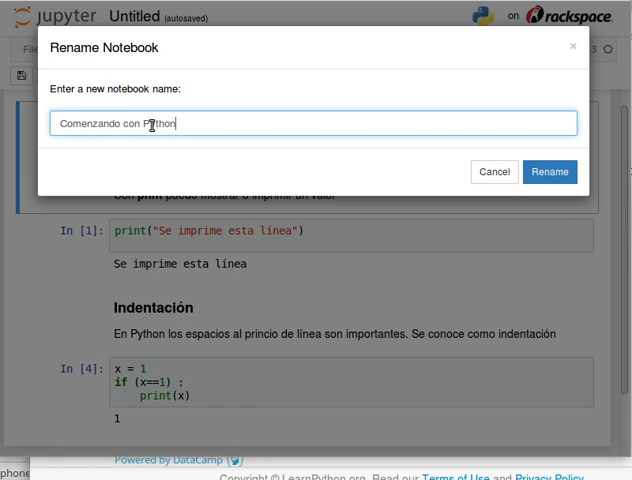 jupyter Untitled (autosaved) on rackspace.
Rename Notebook ×
File 3
Enter a new notebook name:
Comenzando con Python
Cancel Rename
Con print puedo mostrar o imprimir un valor
In [1]: print("Se imprime esta línea")
Se imprime esta línea
Indentación
En Python los espacios al princio de línea son importantes. Se conoce como indentación
In [4]: x = 1
if (x==1) :
print(x)
1
Powered by DataCamp
phone
Copyright © LearnPython.org. Read our Terms of Use and Privacy Policy